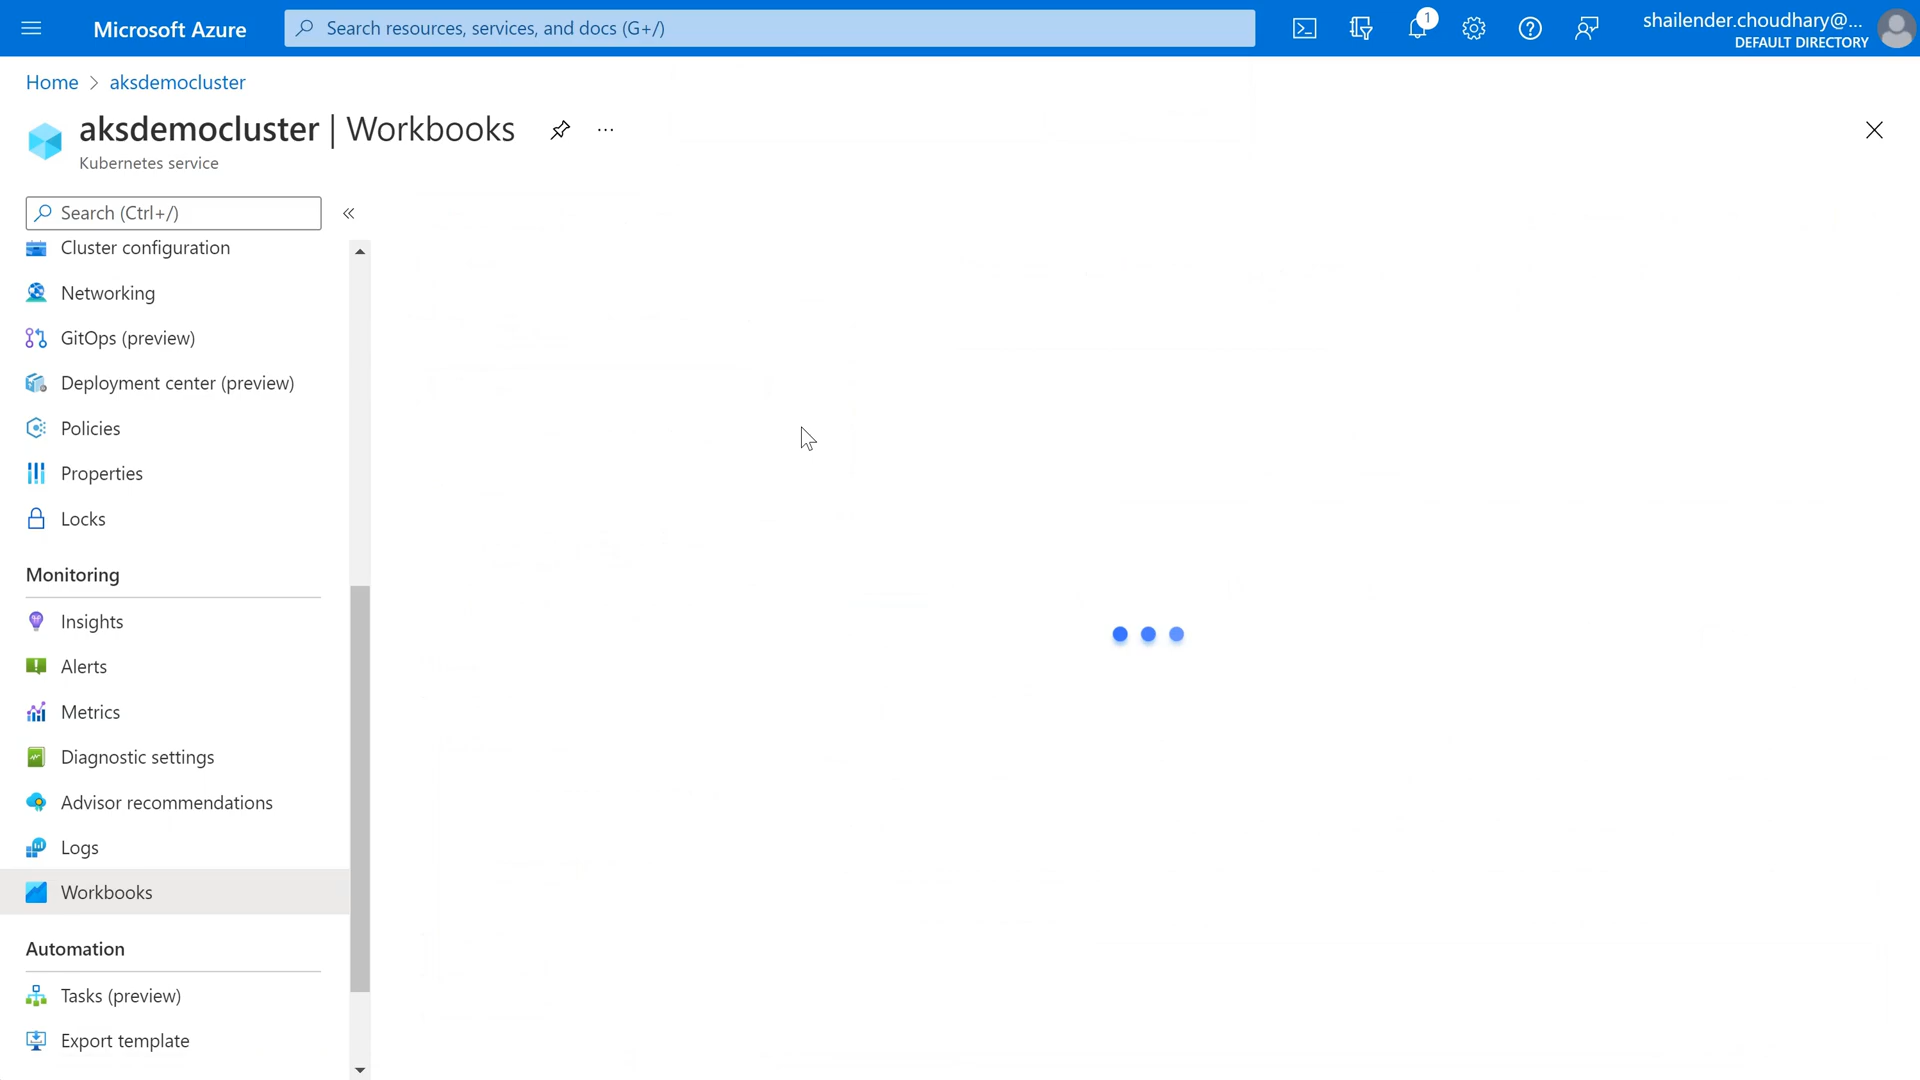 Microsoft Azure
Search resources, services, and docs (G+/)
1
shailender.choudhary@...
DEFAULT DIRECTORY
Home > aksdemocluster
aksdemocluster | Workbooks
...
Kubernetes service
Search (Ctrl+/)
«
Cluster configuration
Networking
GitOps (preview)
Deployment center (preview)
Policies
Properties
Locks
Monitoring
Insights
Alerts
Metrics
Diagnostic settings
Advisor recommendations
Logs
Workbooks
Automation
Tasks (preview)
Export template